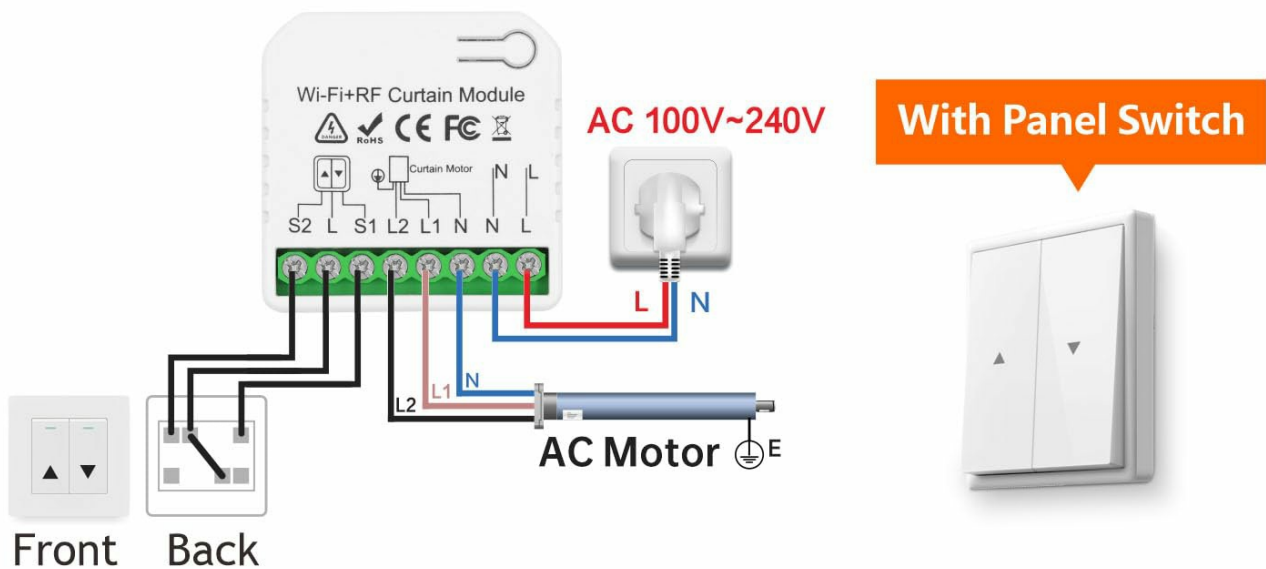 Wi-Fi+RF Curtain Module
DANGER RoHS CE FC
Curtain Motor N L
S2 L S1 L2 L1 N N L
AC 100V~240V
L N
With Panel Switch
L2 L1 N
AC Motor E
Front Back